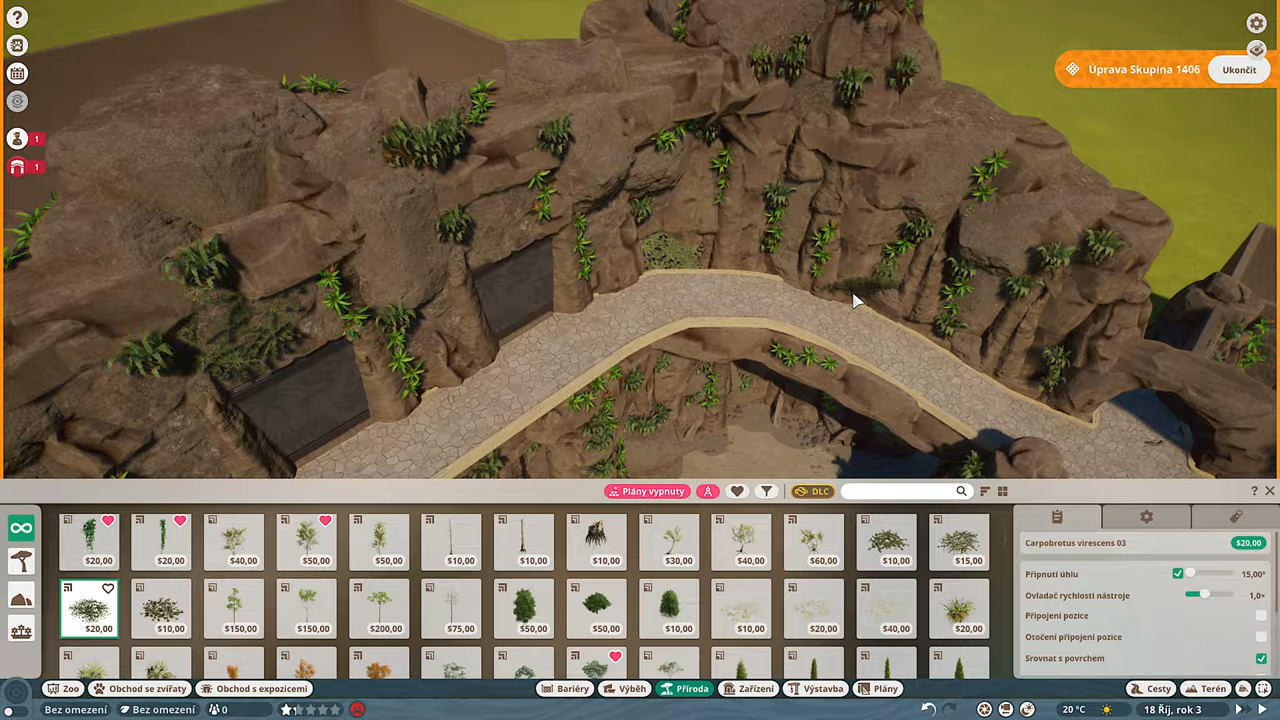 ?
1
1
Úprava Skupina 1406
Ukončit
Plány vypnuty
DLC
?
$20,00
$20,00
$40,00
$50,00
$50,00
$10,00
$10,00
$10,00
$30,00
$40,00
$60,00
$10,00
$15,00
$20,00
$10,00
$150,00
$150,00
$200,00
$75,00
$50,00
$50,00
$10,00
$10,00
$20,00
$40,00
$20,00
Carpobrotus virescens 03
$20,00
Připnutí úhlu
15,00°
Ovladač rychlosti nástroje
1,0×
Připojení pozice
Otočení připojení pozice
Srovnat s povrchem
Zoo
Obchod se zvířaty
Obchod s expozicemi
Bariéry
Výběh
Příroda
Zařízení
Výstavba
Plány
Cesty
Terén
Bez omezení
Bez omezení
0
20 °C
18 Říj, rok 3